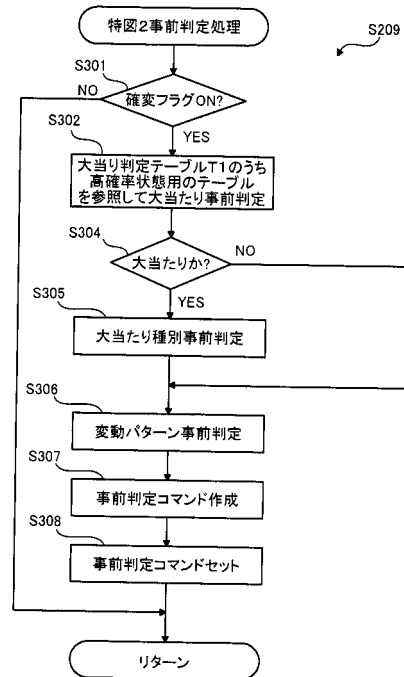 特図2事前判定処理
S209
S301
NO
確変フラグON?
YES
S302
大当り判定テーブルT1のうち
高確率状態用のテーブル
を参照して大当たり事前判定
S304
NO
大当たりか?
YES
S305
大当たり種別事前判定
S306
変動パターン事前判定
S307
事前判定コマンド作成
S308
事前判定コマンドセット
リターン